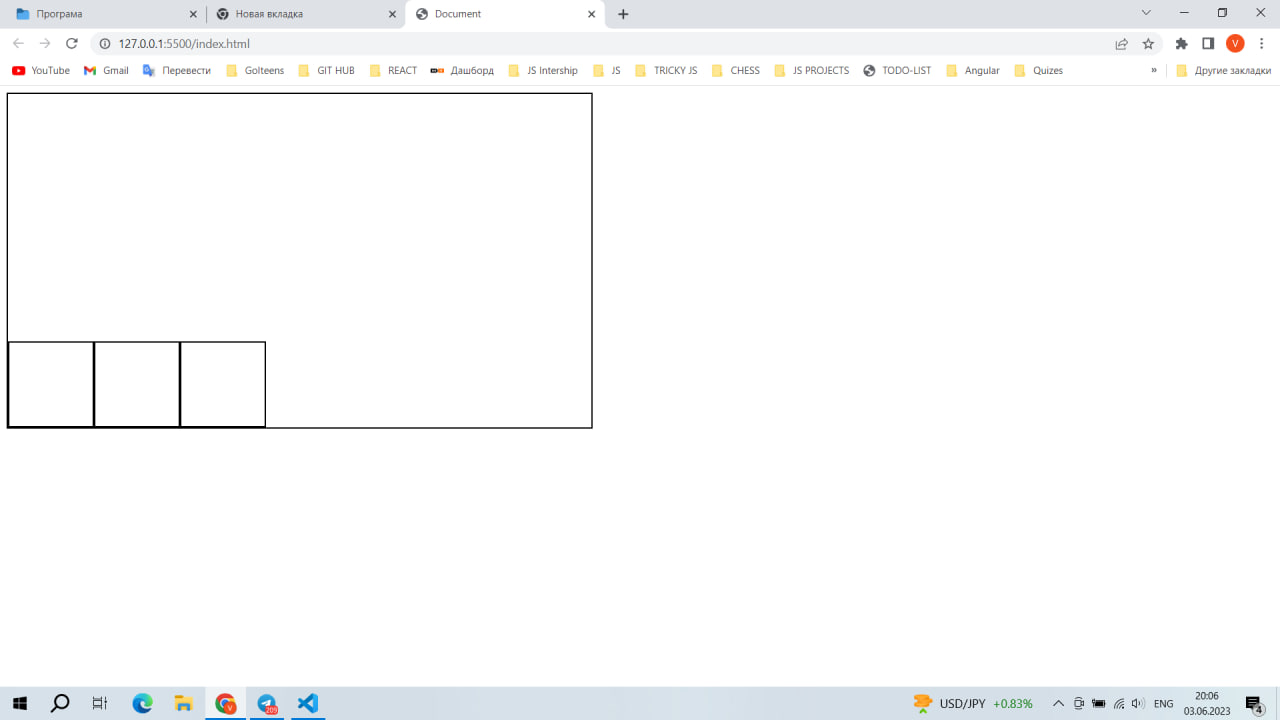 Програма
Новая вкладка
Document
127.0.0.1:5500/index.html
V
YouTube
Gmail
Перевести
Golteens
GIT HUB
REACT
Дашборд
JS Intership
JS
TRICKY JS
CHESS
JS PROJECTS
TODO-LIST
Angular
Quizes
»
Другие закладки
V
209
USD/JPY +0.83%
ENG
20:06
03.06.2023
4